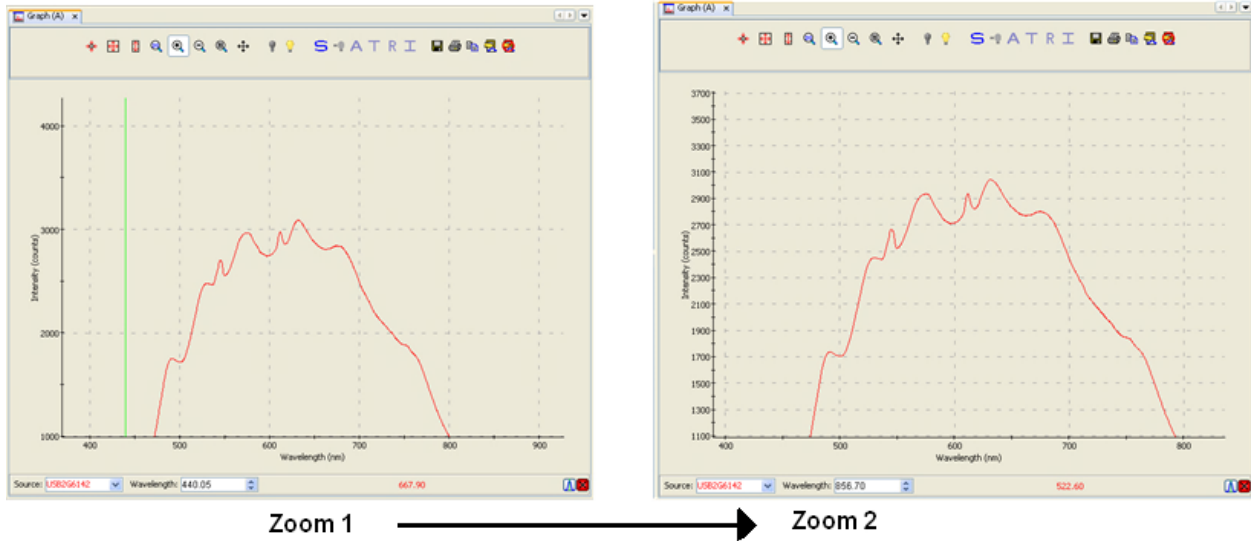 Graph (A) x
S A T R I
4000
3000
2000
1000
Intensity (counts)
400 500 600 700 800 900
Wavelength (nm)
Source: USB2G6142 Wavelength: 440.05 667.90
Graph (A) x
S A T R I
3700
3500
3300
3100
2900
2700
2500
2300
2100
1900
1700
1500
1300
1100
Intensity (counts)
400 500 600 700 800
Wavelength (nm)
Source: USB2G6142 Wavelength: 856.70 522.60
Zoom 1 Zoom 2